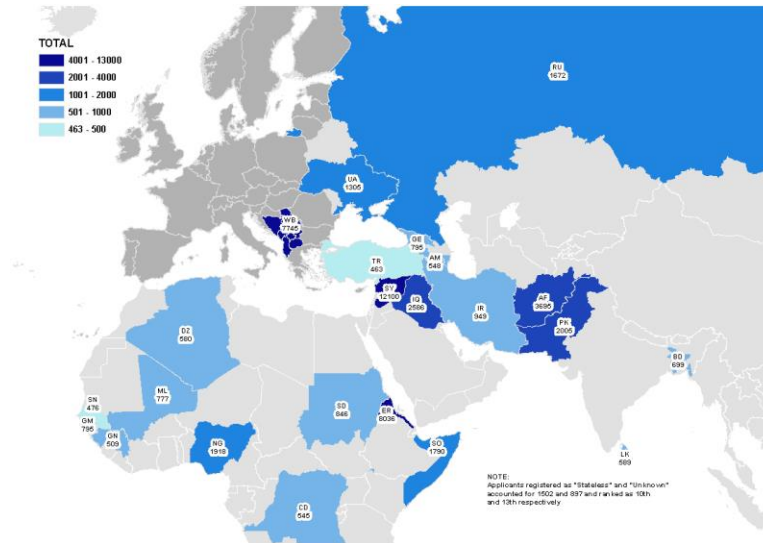 TOTAL
4001 - 13000
2001 - 4000
1001 - 2000
501 - 1000
463 - 500
RU
1672
UA
1305
WB
7745
GE
795
AM
548
TR
463
SY
12180
IQ
2586
IR
949
AF
3695
PK
2005
BD
699
DZ
580
ML
777
SN
476
GM
795
GN
509
NG
1918
SD
846
ER
8036
SO
1790
CD
545
LK
589
NOTE:
Applicants registered as "Stateless" and "Unknown"
accounted for 1502 and 897 and ranked as 10th
and 13th respectively